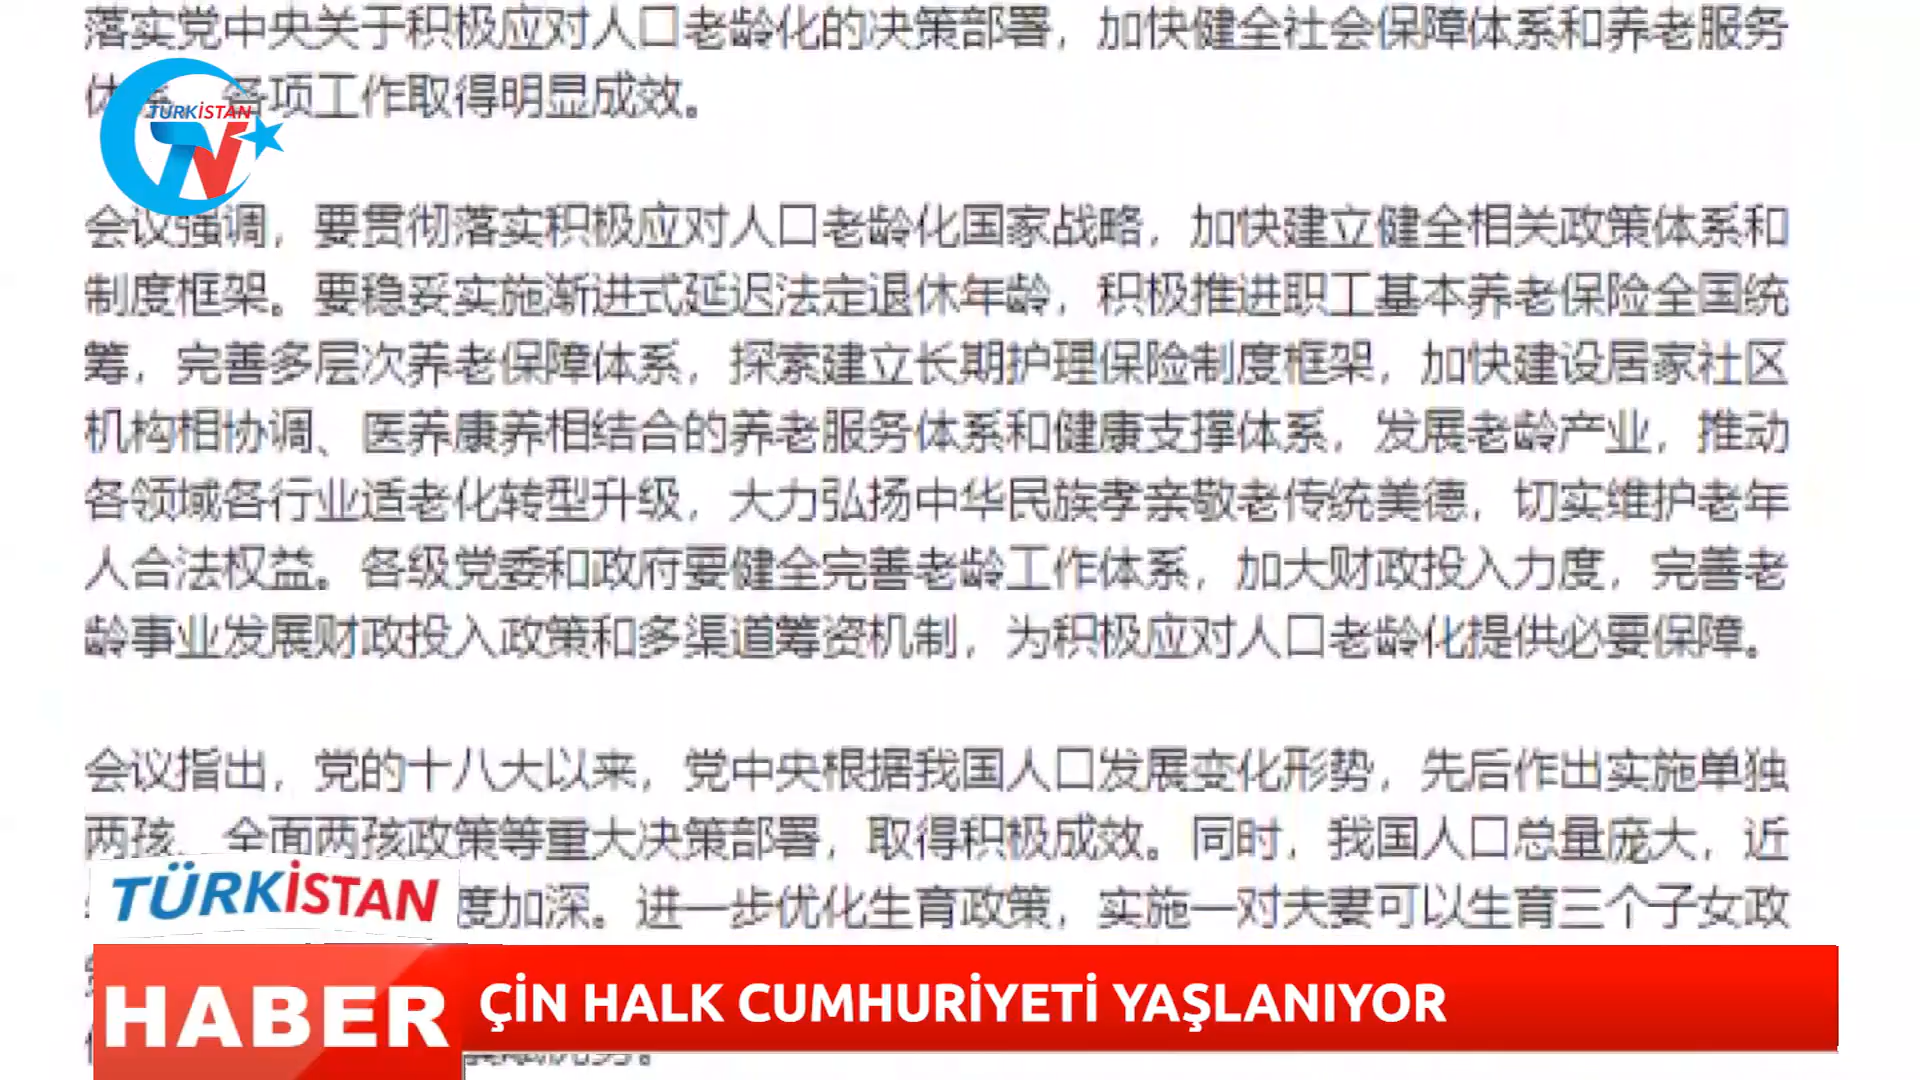 落实党中央关于积极应对人口老龄化的决策部署，加快健全社会保障体系和养老服务
各项工作取得明显成效。
TÜRKİSTAN
TN
会议强调，要贯彻落实积极应对人口老龄化国家战略，加快建立健全相关政策体系和
制度框架。要稳妥实施渐进式延迟法定退休年龄，积极推进职工基本养老保险全国统
筹，完善多层次养老保障体系，探索建立长期护理保险制度框架，加快建设居家社区
机构相协调、医养康养相结合的养老服务体系和健康支撑体系，发展老龄产业，推动
各领域各行业适老化转型升级，大力弘扬中华民族孝亲敬老传统美德，切实维护老年
人合法权益。各级党委和政府要健全完善老龄工作体系，加大财政投入力度，完善老
龄事业发展财政投入政策和多渠道筹资机制，为积极应对人口老龄化提供必要保障。
会议指出，党的十八大以来，党中央根据我国人口发展变化形势，先后作出实施单独
两孩、全面两孩政策等重大决策部署，取得积极成效。同时，我国人口总量庞大，近
度加深。进一步优化生育政策，实施一对夫妻可以生育三个子女政
TÜRKİSTAN
HABER
ÇİN HALK CUMHURİYETİ YAŞLANIYOR